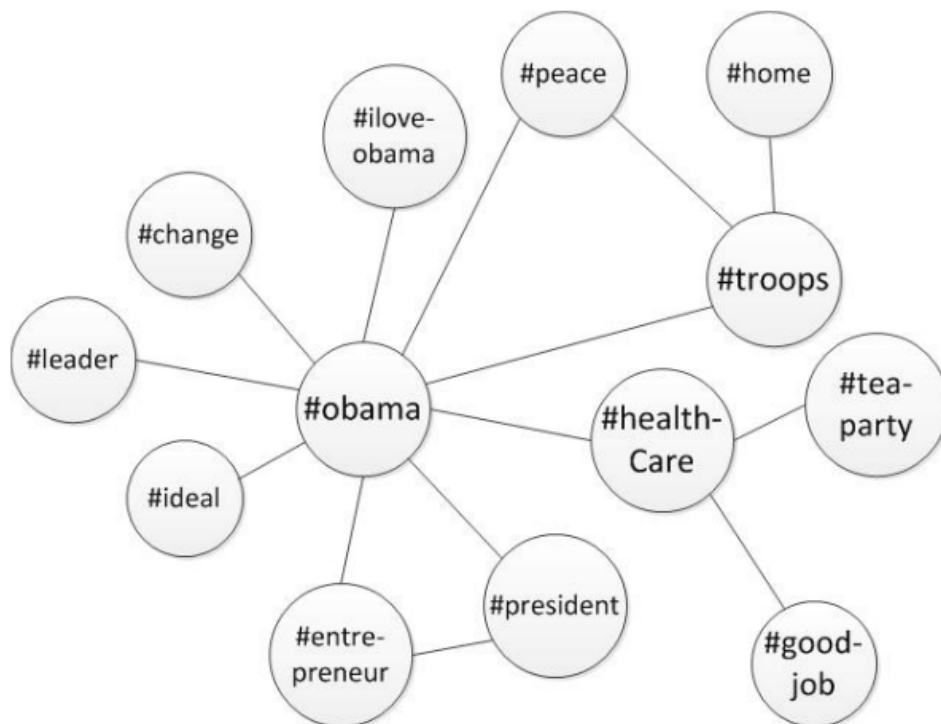 #peace
#home
#ilove-
obama
#change
#troops
#leader
#obama
#health-
Care
#tea-
party
#ideal
#president
#entre-
preneur
#good-
job